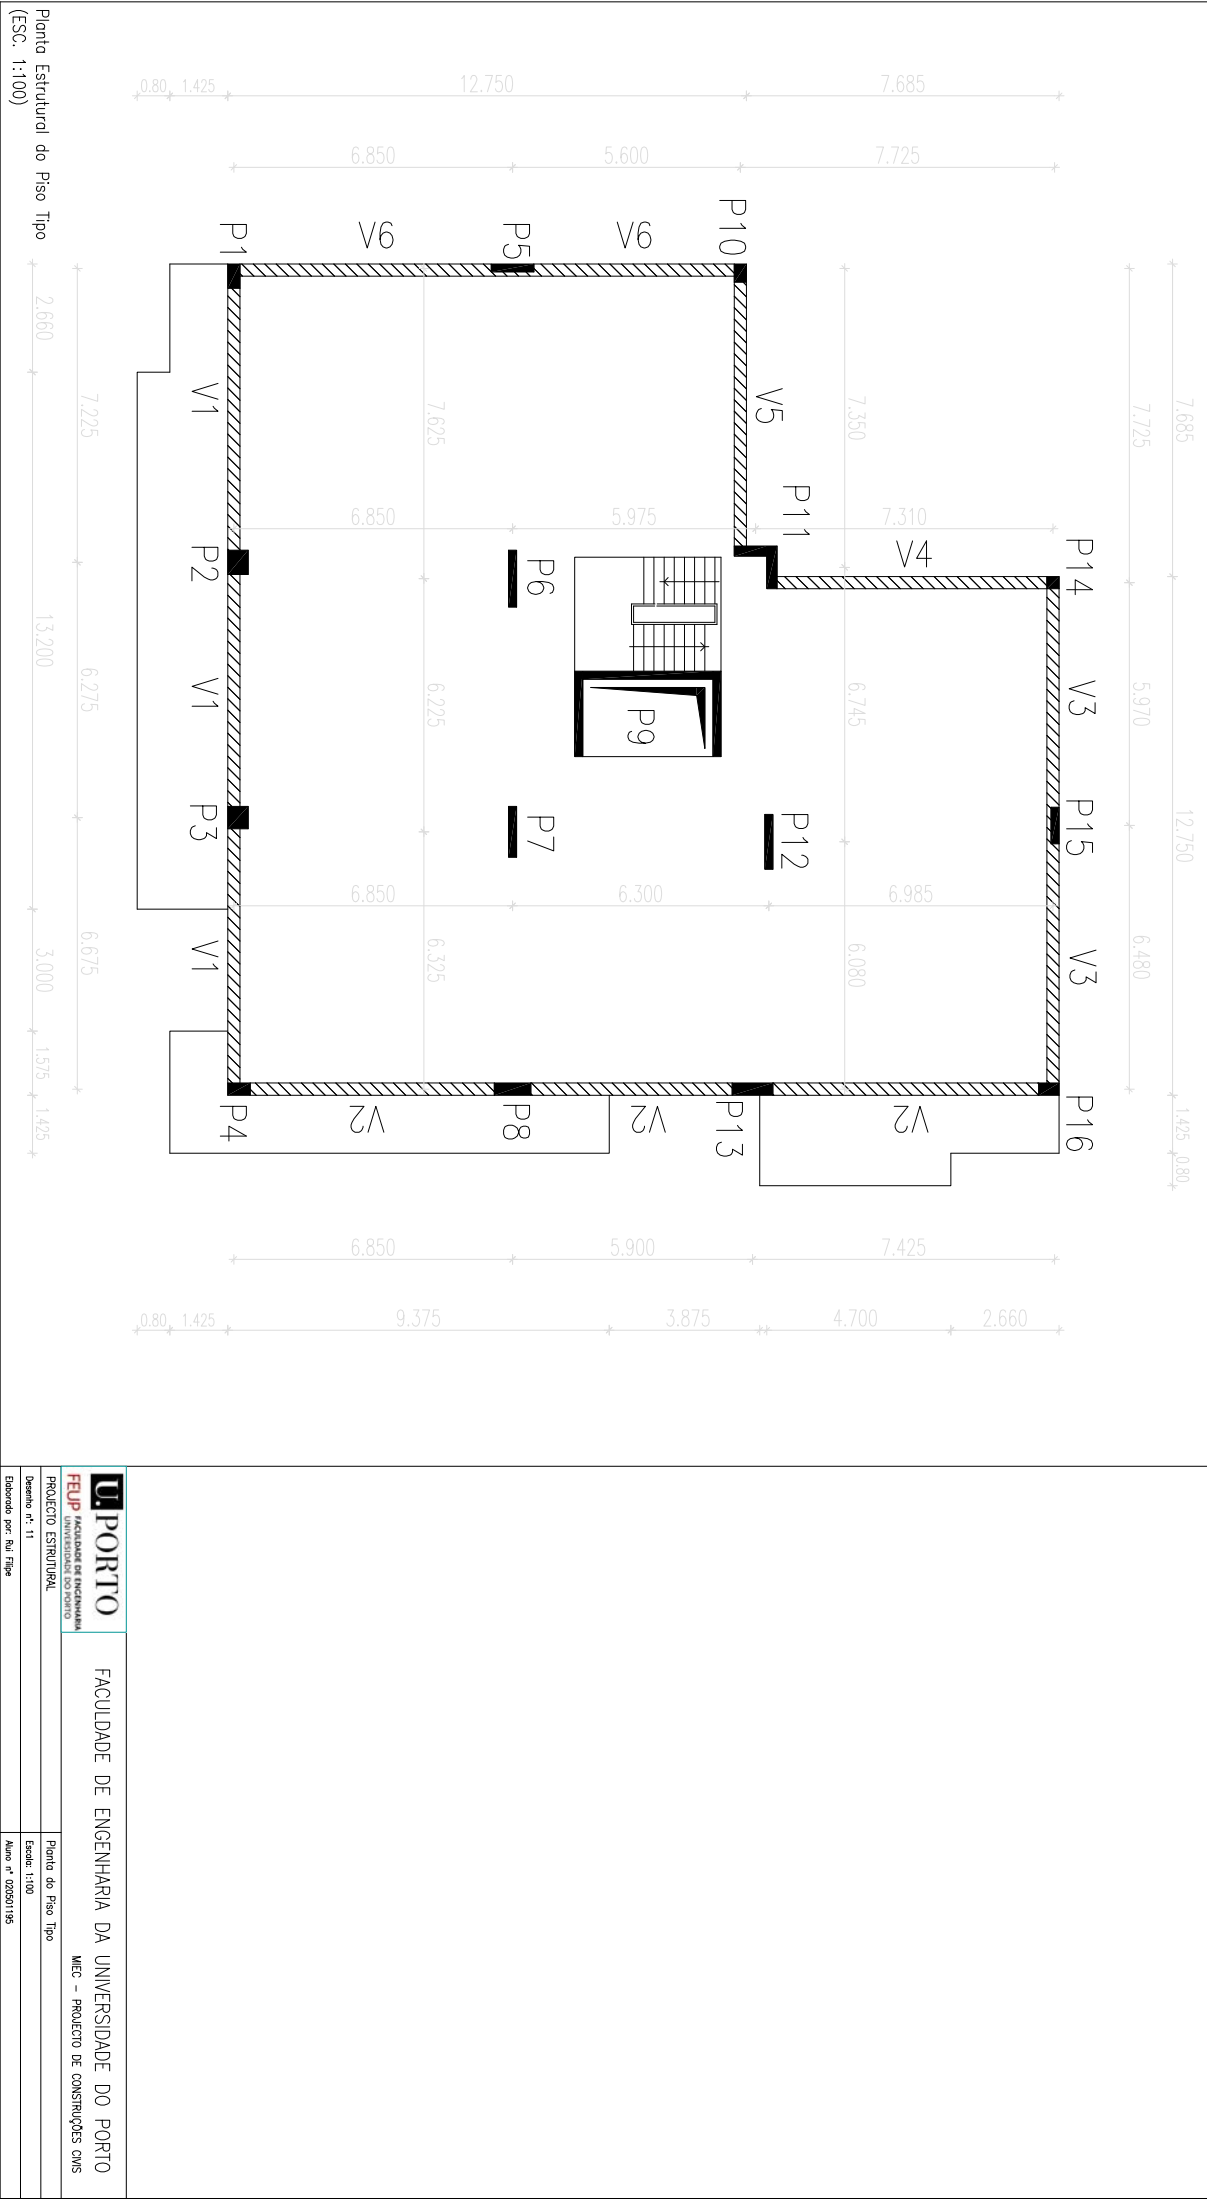 Planta Estrutural do Piso Tipo
(ESC. 1:100)
0.80
1.425
12.750
7.685
6.850
5.600
7.725
P1
V6
P5
V6
P10
V5
P11
V4
P14
V3
P15
V3
P16
V1
P2
V1
P3
V1
P4
V2
P8
V2
P13
V2
P6
P7
P9
P12
2.660
13.200
3.000
1.575
1.425
7.225
6.275
6.675
7.625
6.225
6.325
7.350
6.745
6.080
7.725
5.970
6.480
7.685
12.750
1.425
0.80
6.850
5.975
7.310
6.850
6.300
6.985
6.850
5.900
7.425
0.80
1.425
9.375
3.875
4.700
2.660
U.PORTO
FEUP FACULDADE DE ENGENHARIA
UNIVERSIDADE DO PORTO
FACULDADE DE ENGENHARIA DA UNIVERSIDADE DO PORTO
MIEC - PROJECTO DE CONSTRUÇÕES CIVIS
PROJECTO ESTRUTURAL
Planta do Piso Tipo
Desenho nº: 11
Escala: 1:100
Elaborado por: Rui Filipe
Aluno nº 020501195